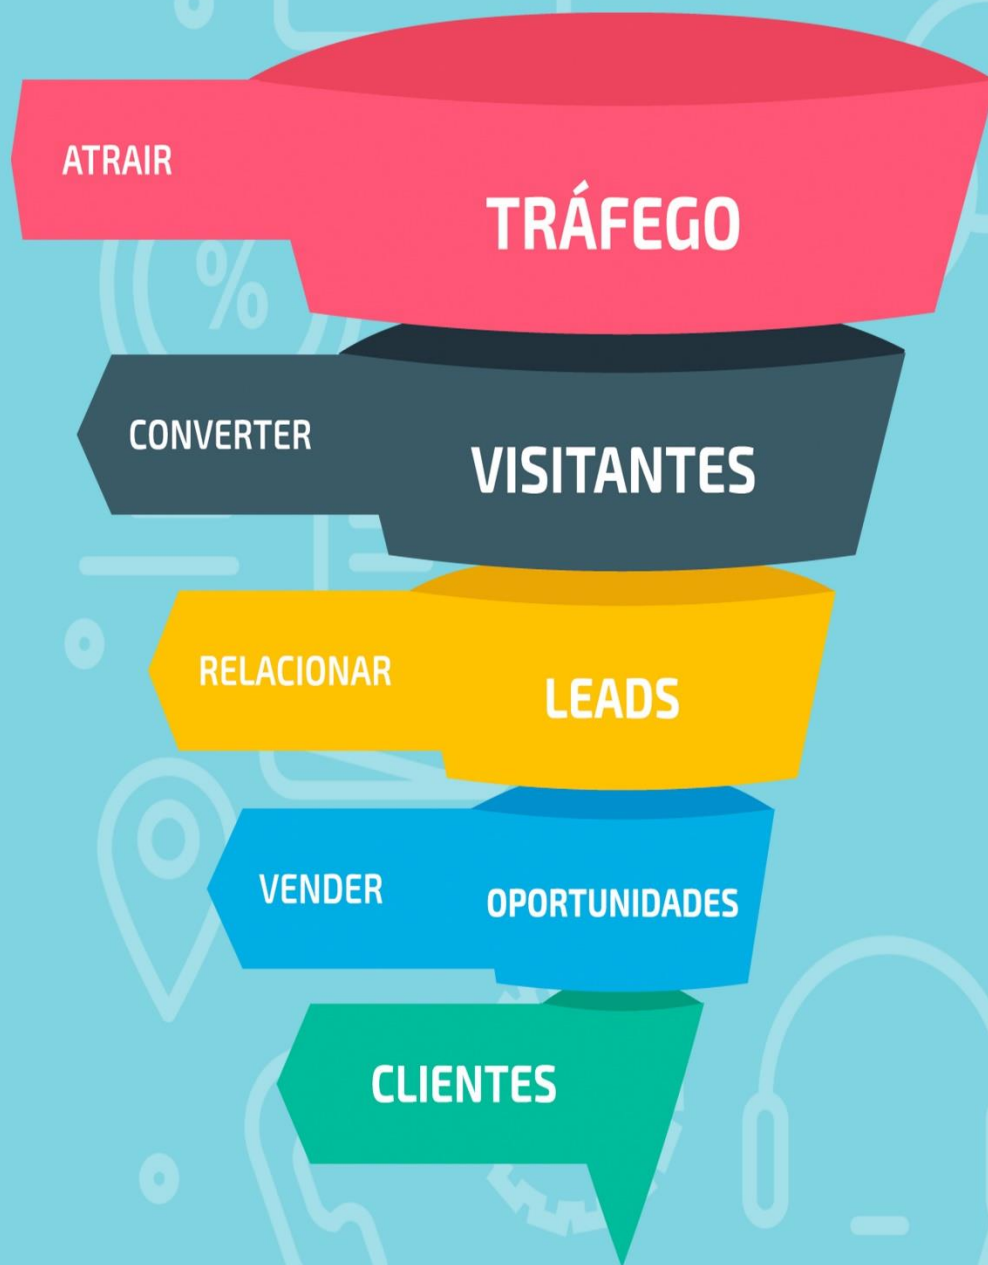 ATRAIR
TRÁFEGO
CONVERTER
VISITANTES
RELACIONAR
LEADS
VENDER
OPORTUNIDADES
CLIENTES
%